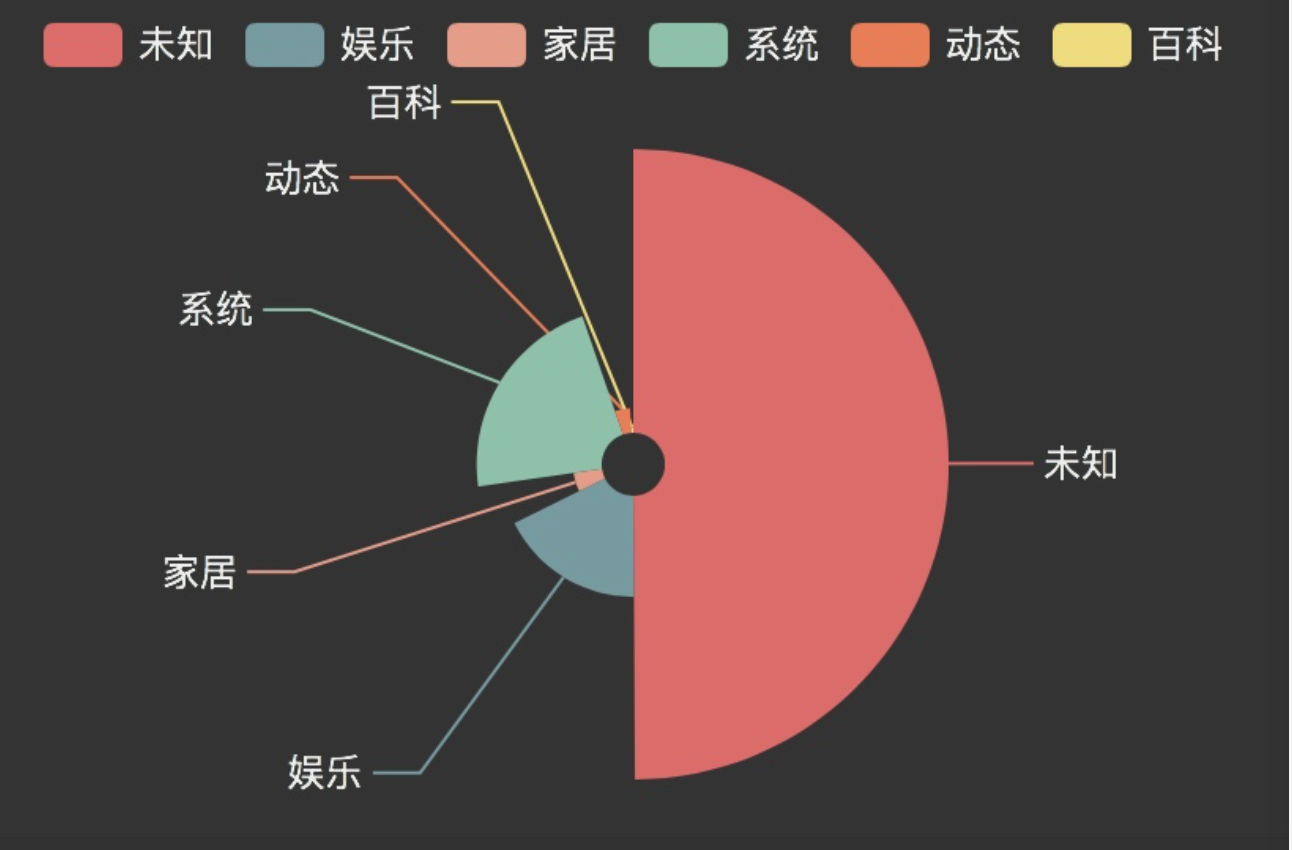 未知 娱乐 家居 系统 动态 百科
百科
动态
系统
未知
家居
娱乐